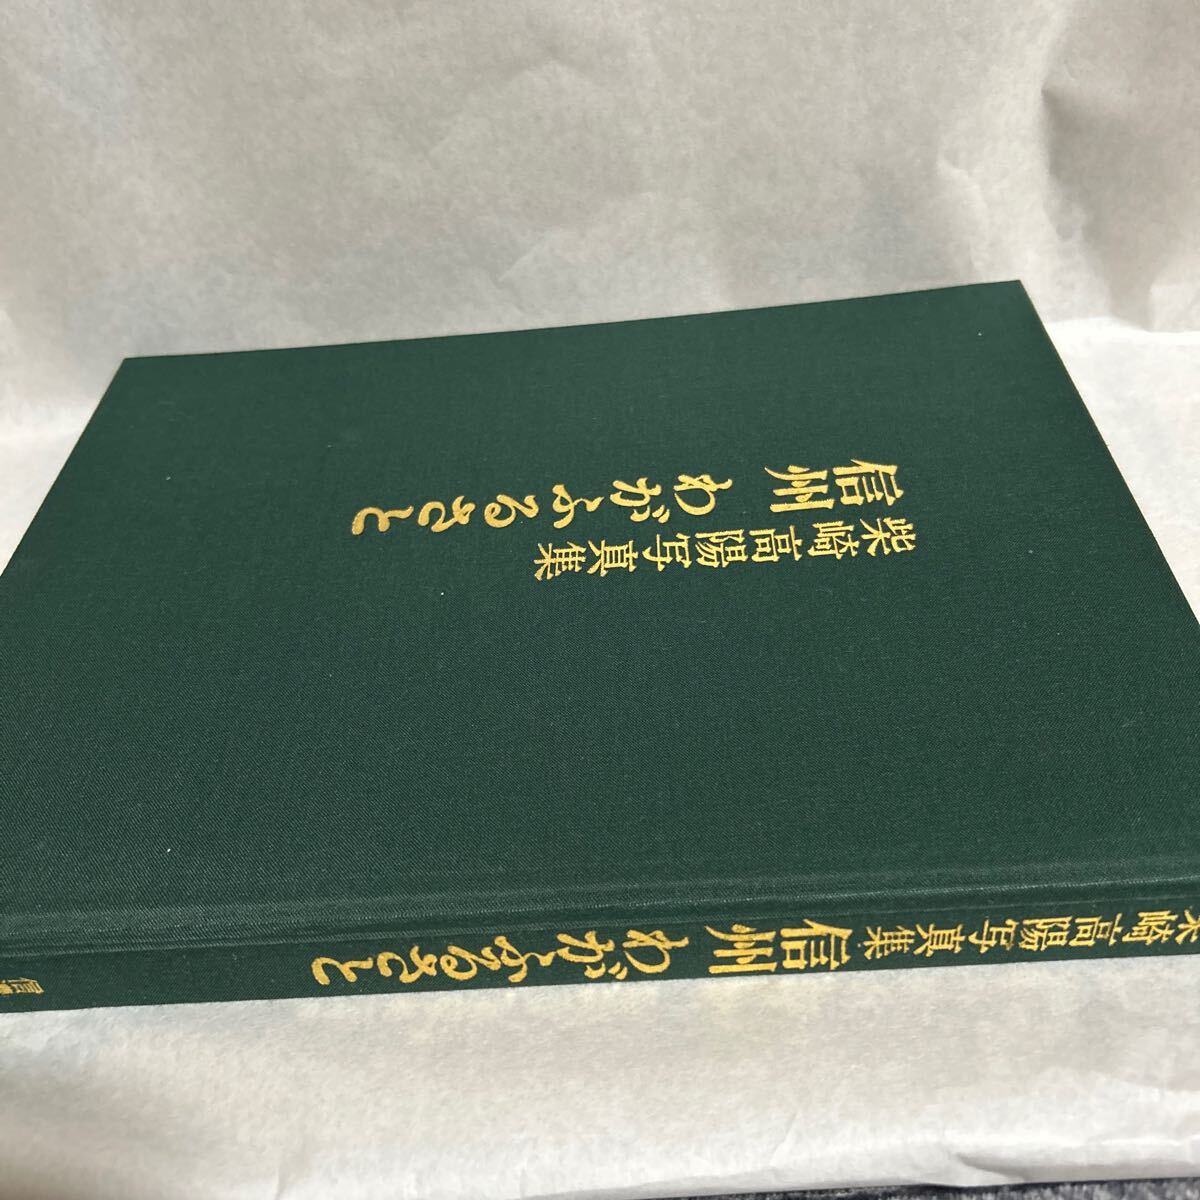 信州 わがふるさと
柴崎高陽写真集
柴崎高陽写真集 信州 わがふるさと